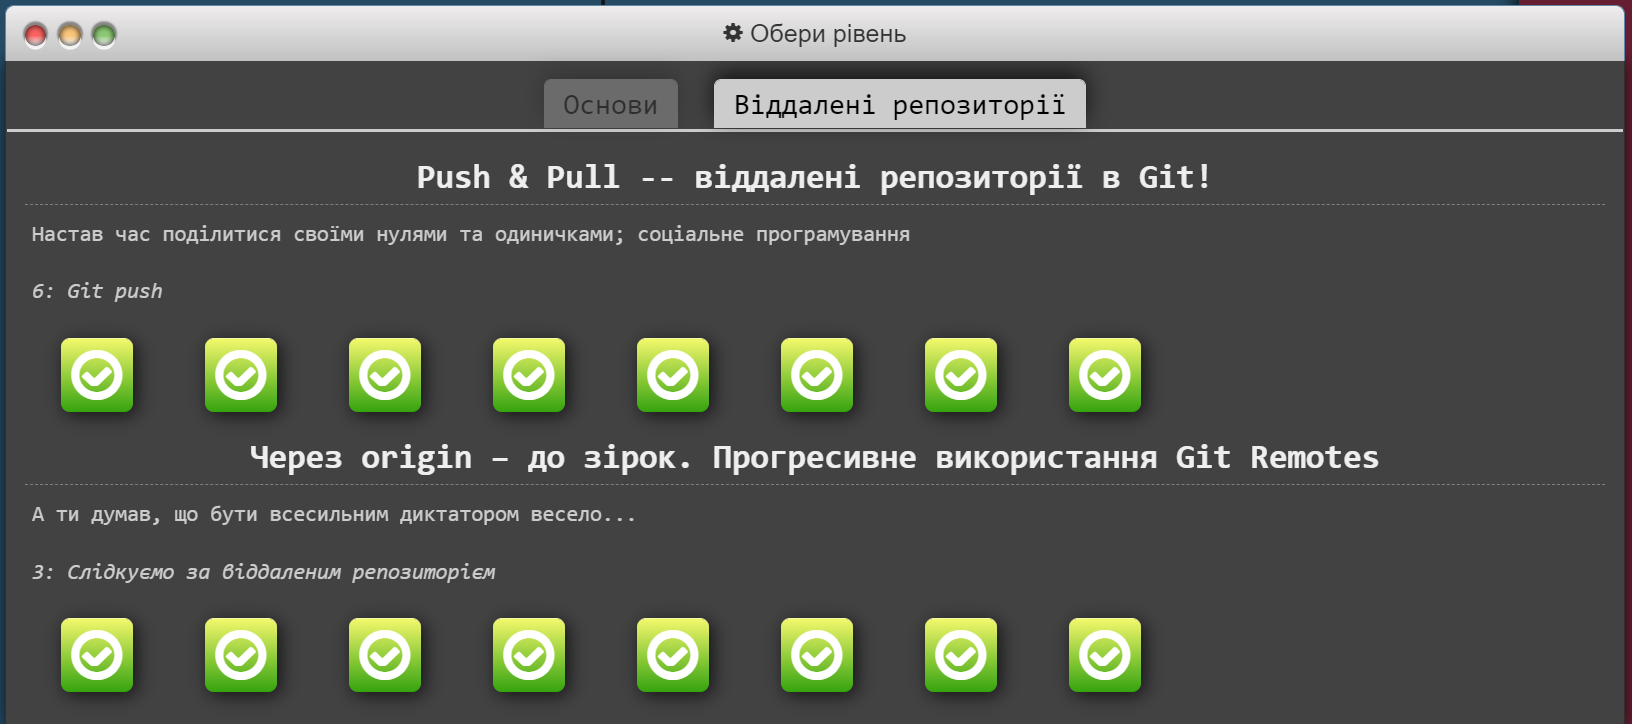 Обери рівень
Основи
Віддалені репозиторії
Push & Pull -- віддалені репозиторії в Git!
Настав час поділитися своїми нулями та одиничками; соціальне програмування
6: Git push
Через origin – до зірок. Прогресивне використання Git Remotes
А ти думав, що бути всесильним диктатором весело...
3: Слідкуємо за віддаленим репозиторієм